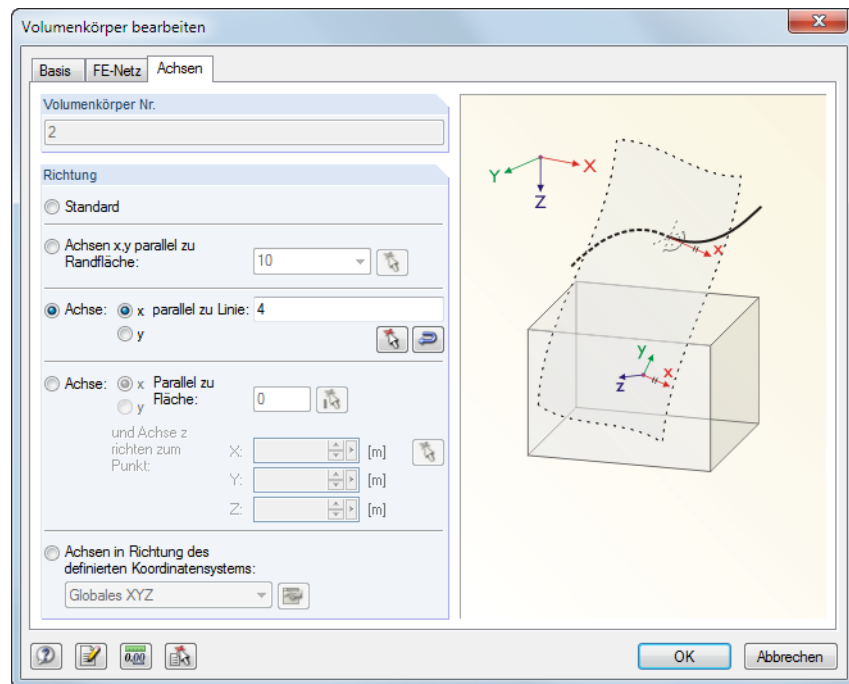 Volumenkörper bearbeiten
Basis FE-Netz Achsen
Volumenkörper Nr.
2
Richtung
Standard
Achsen x,y parallel zu
Randfläche: 10
Achse: x parallel zu Linie: 4
y
Achse: x Parallel zu
y Fläche: 0
und Achse z
richten zum
Punkt:
X: [m]
Y: [m]
Z: [m]
Achsen in Richtung des
definierten Koordinatensystems:
Globales XYZ
Y X
Z
x
y
x
z
0.00
OK Abbrechen